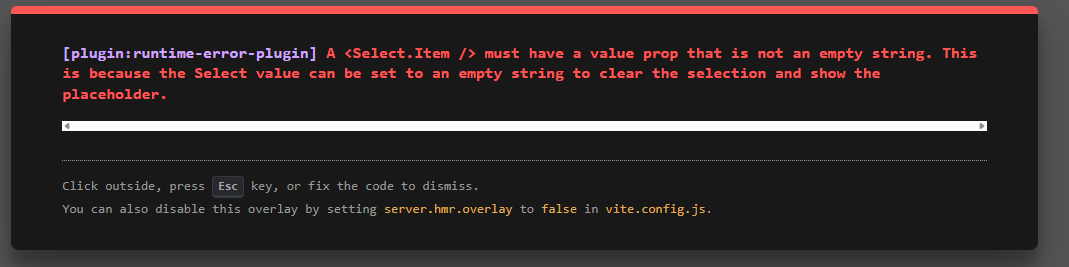 [plugin:runtime-error-plugin] A <Select.Item /> must have a value prop that is not an empty string. This
is because the Select value can be set to an empty string to clear the selection and show the
placeholder.
Click outside, press Esc key, or fix the code to dismiss.
You can also disable this overlay by setting server.hmr.overlay to false in vite.config.js.